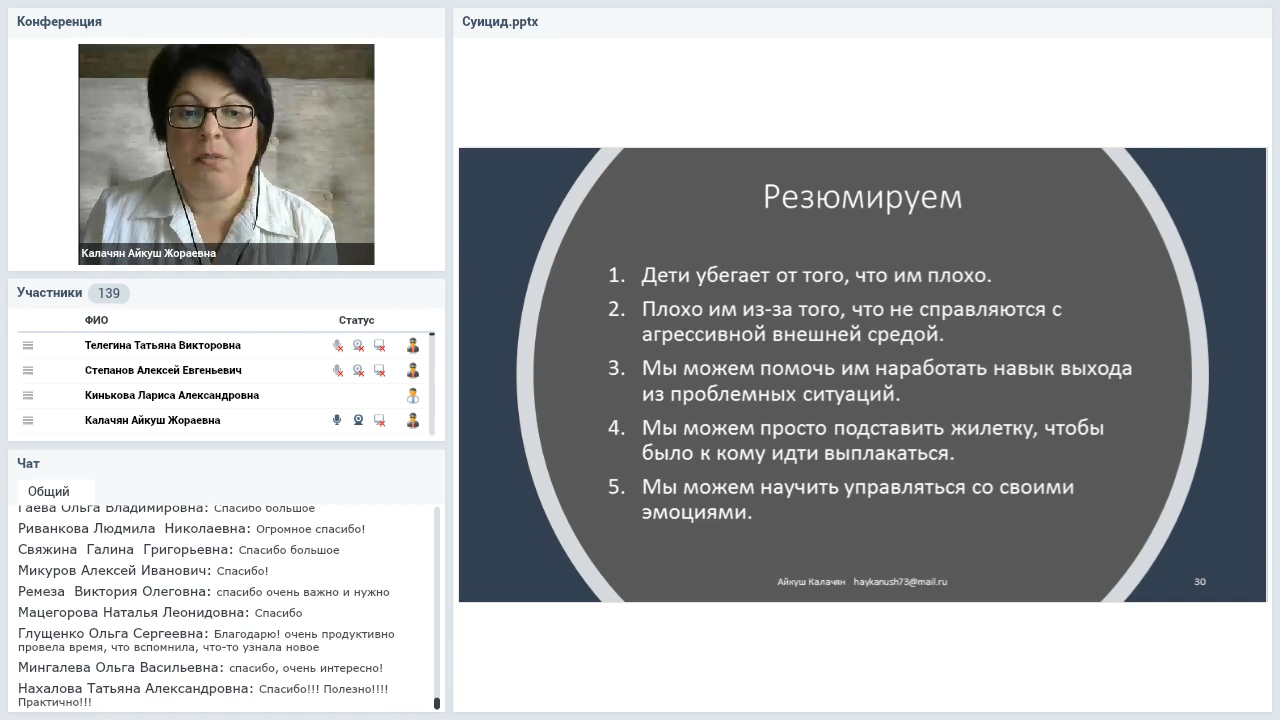 Конференция
Калачян Айкуш Жораевна
Участники 139
ФИО Статус
Телегина Татьяна Викторовна
Степанов Алексей Евгеньевич
Кинькова Лариса Александровна
Калачян Айкуш Жораевна
Чат
Общий
Гаева Ольга Владимировна: Спасибо большое
Риванкова Людмила Николаевна: Огромное спасибо!
Свяжина Галина Григорьевна: Спасибо большое
Микуров Алексей Иванович: Спасибо!
Ремеза Виктория Олеговна: спасибо очень важно и нужно
Мацегорова Наталья Леонидовна: Спасибо
Глущенко Ольга Сергеевна: Благодарю! очень продуктивно
провела время, что вспомнила, что-то узнала новое
Мингалева Ольга Васильевна: спасибо, очень интересно!
Нахалова Татьяна Александровна: Спасибо!!! Полезно!!!!
Практично!!!
Суицид.pptx
Резюмируем
1. Дети убегает от того, что им плохо.
2. Плохо им из-за того, что не справляются с
агрессивной внешней средой.
3. Мы можем помочь им наработать навык выхода
из проблемных ситуаций.
4. Мы можем просто подставить жилетку, чтобы
было к кому идти выплакаться.
5. Мы можем научить управляться со своими
эмоциями.
Айкуш Калачян haykanush73@mail.ru
30